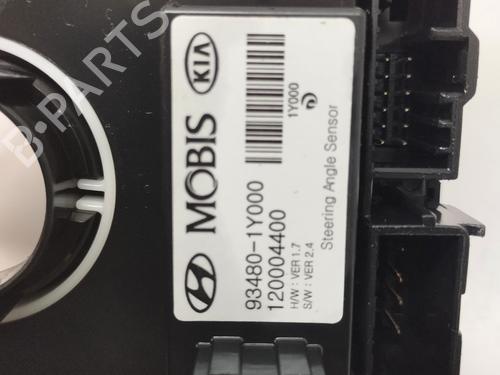 B-PARTS
KIA
MOBIS
1Y000
93480-1Y000
120004400
Steering Angle Sensor
H/W : VER 1.7
S/W : VER 2.4